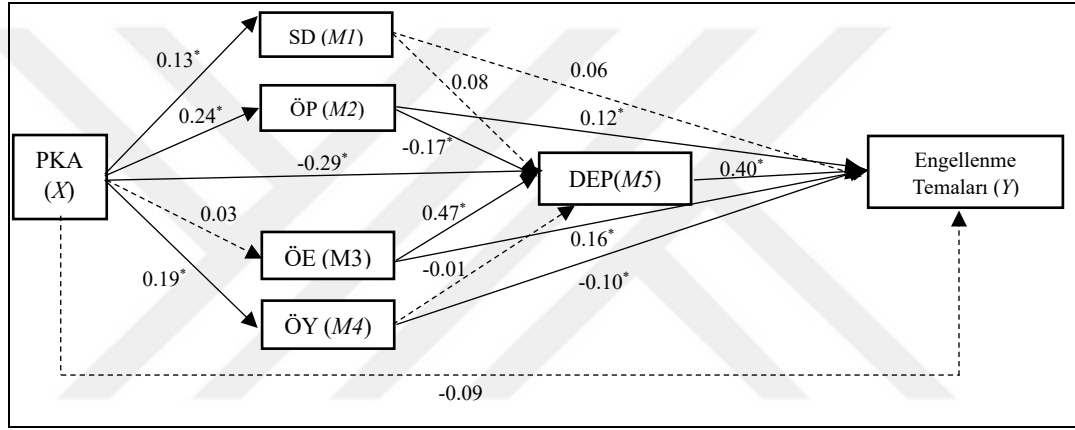 SD (M1)
0.13*
0.06
0.08
ÖP (M2)
0.24*
0.12*
-0.17*
PKA
(X)
-0.29*
DEP(M5)
0.40*
Engellenme
Temaları (Y)
0.03
0.47*
ÖE (M3)
0.16*
-0.01
0.19*
-0.10*
ÖY (M4)
-0.09